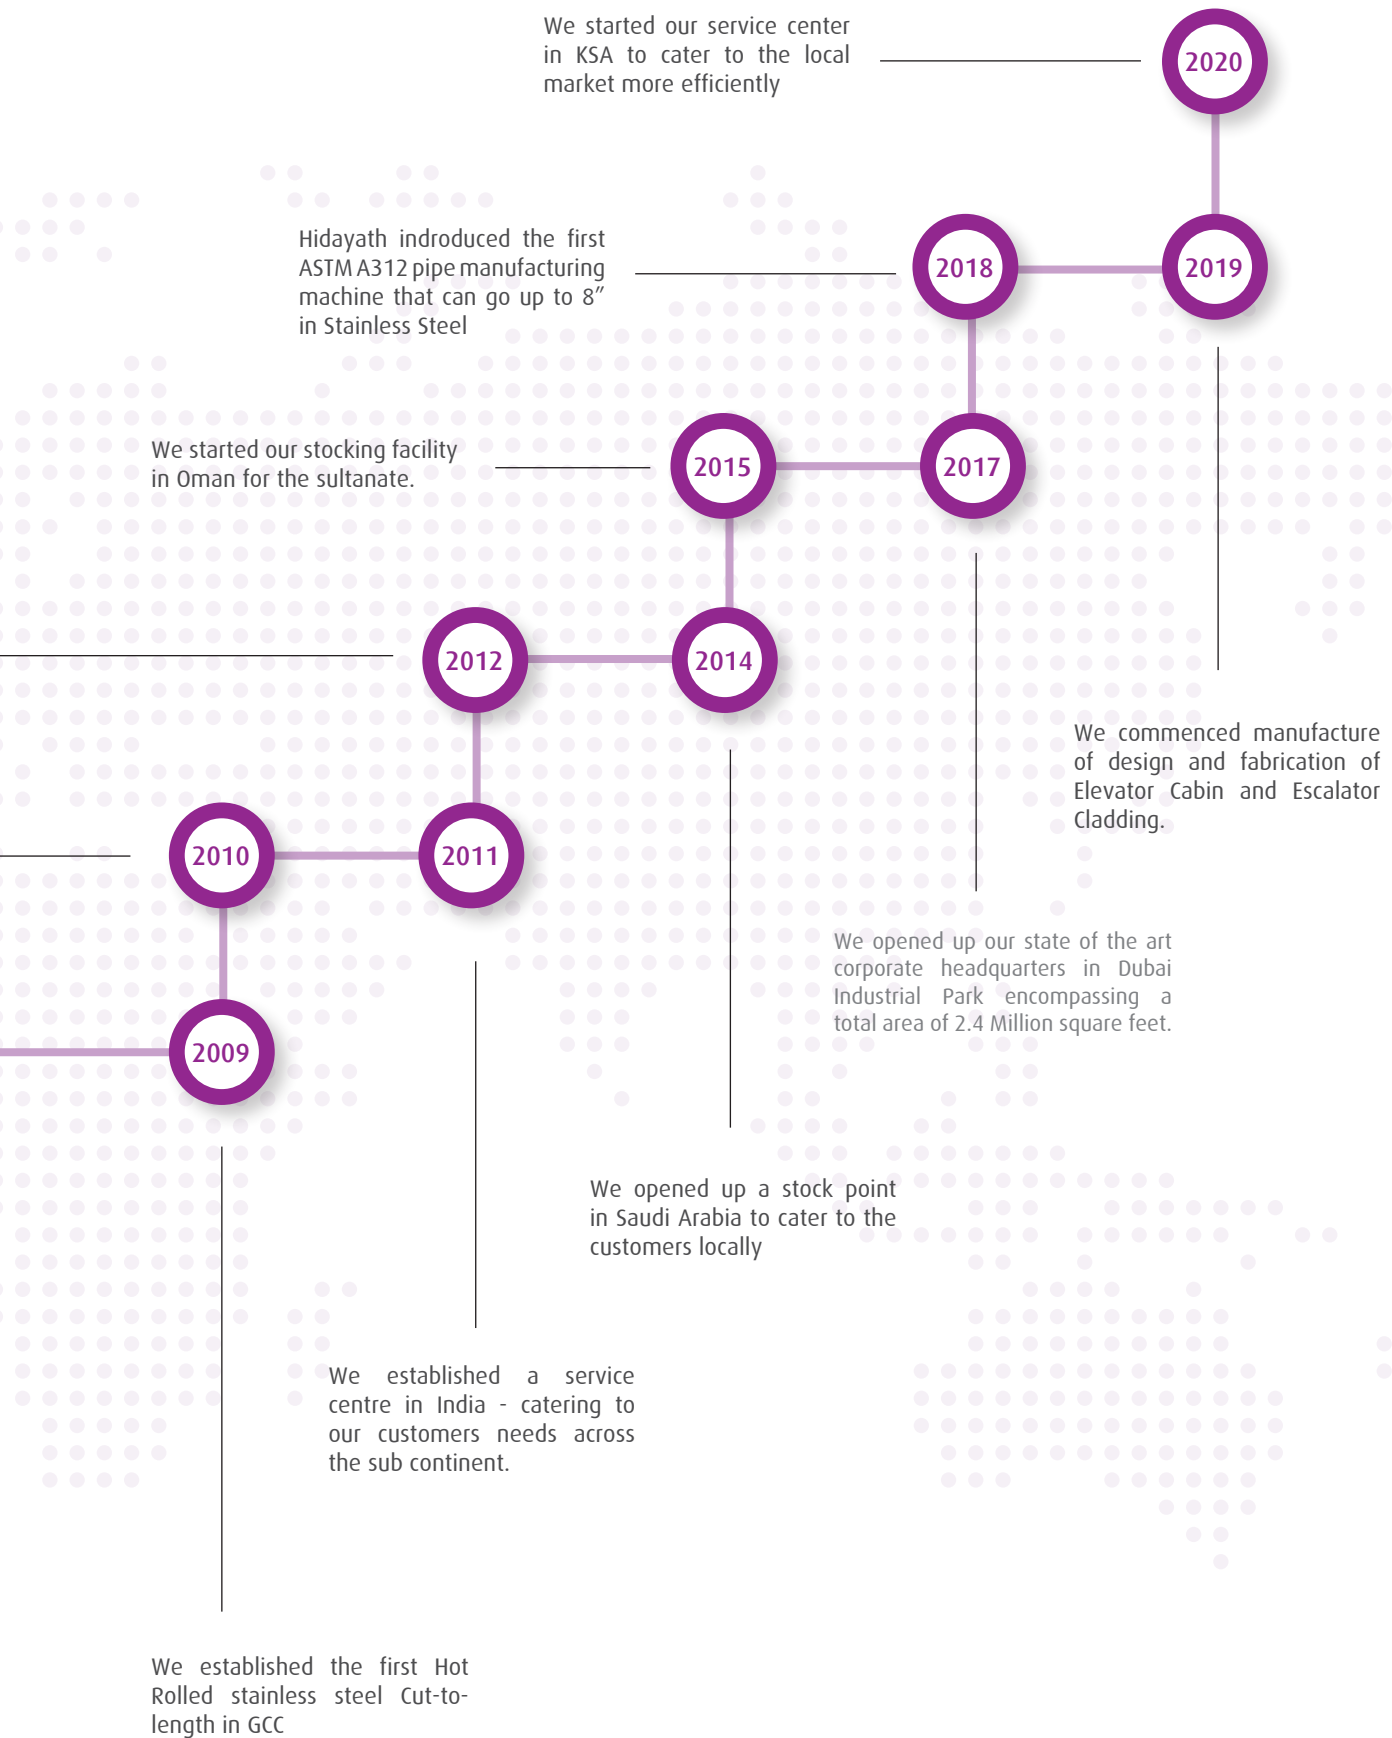 We started our service center
in KSA to cater to the local
market more efficiently
2020
Hidayath indroduced the first
ASTM A312 pipe manufacturing
machine that can go up to 8”
in Stainless Steel
2018
2019
We started our stocking facility
in Oman for the sultanate.
2015
2017
2012
2014
We commenced manufacture
of design and fabrication of
Elevator Cabin and Escalator
Cladding.
2010
2011
We opened up our state of the art
corporate headquarters in Dubai
Industrial Park encompassing a
total area of 2.4 Million square feet.
2009
We opened up a stock point
in Saudi Arabia to cater to the
customers locally
We established a service
centre in India - catering to
our customers needs across
the sub continent.
We established the first Hot
Rolled stainless steel Cut-to-
length in GCC